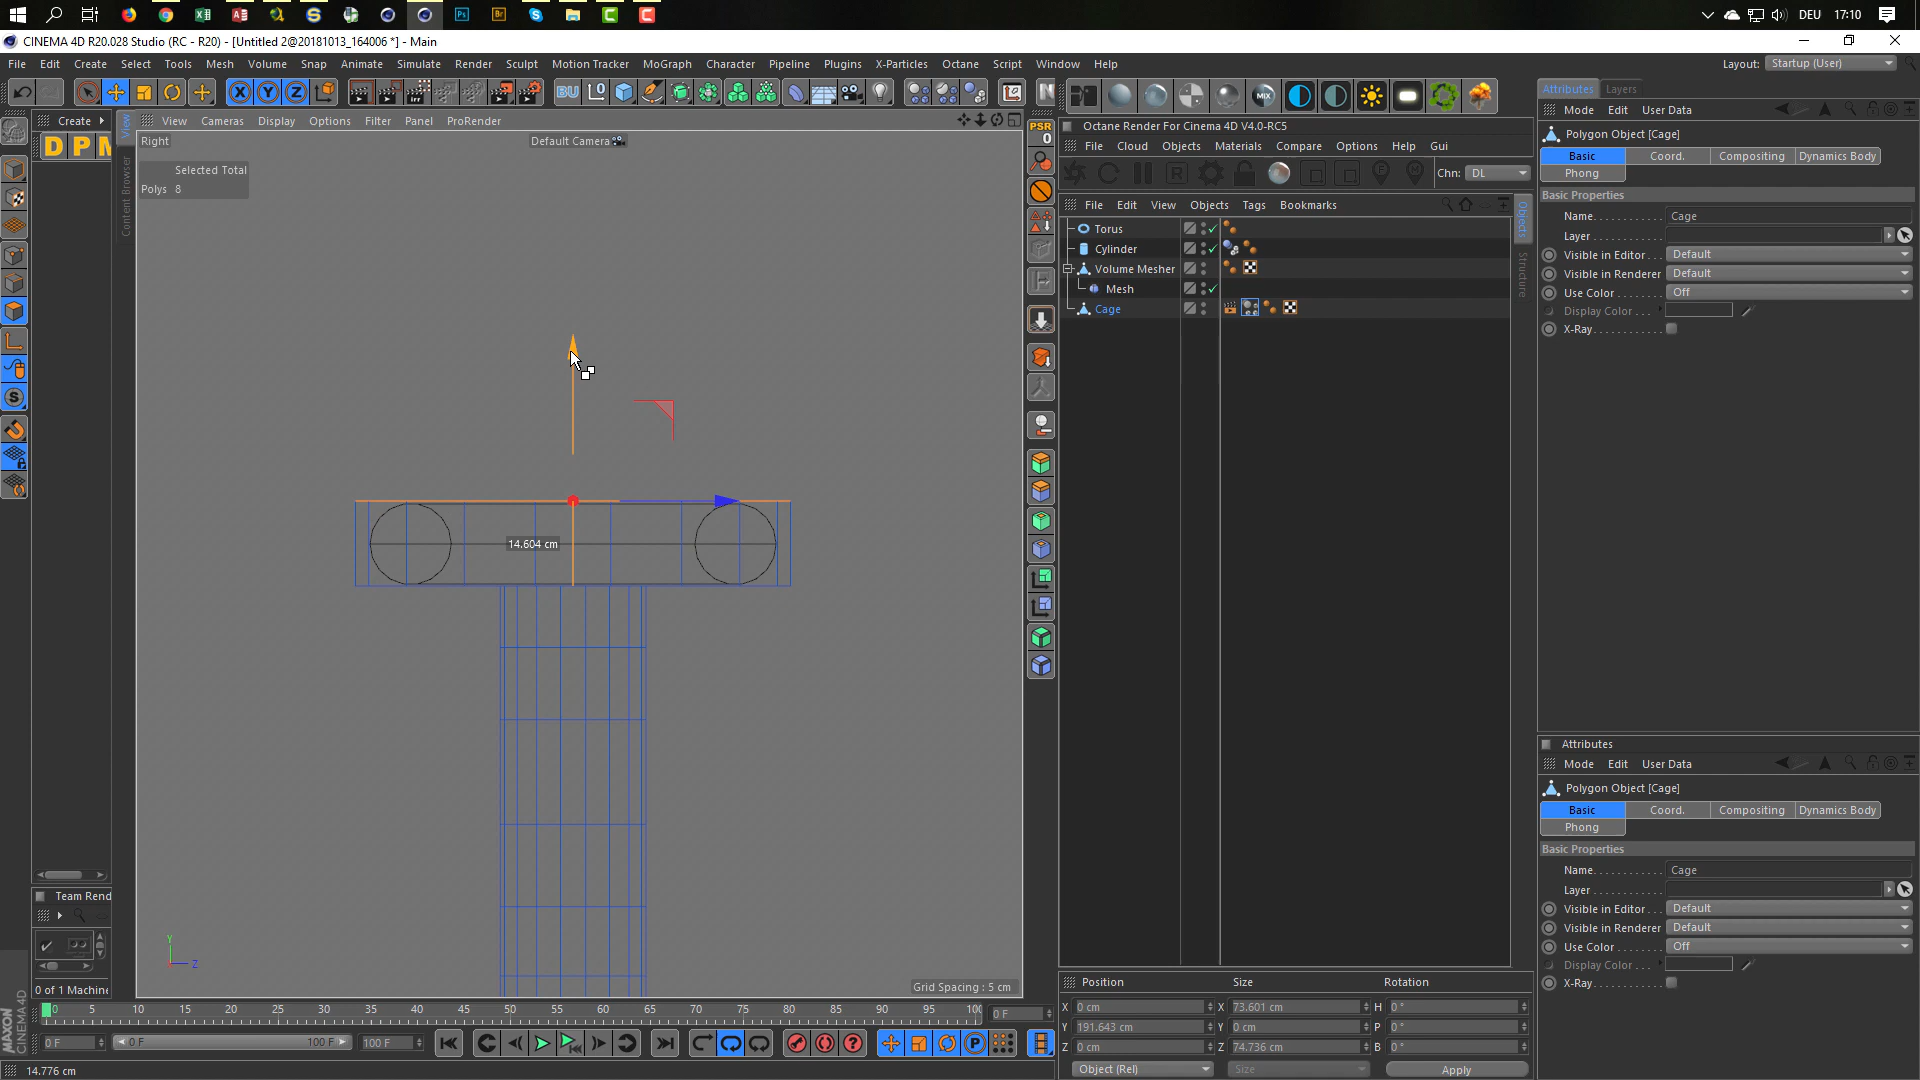 DEU 17:10
CINEMA 4D R20.028 Studio (RC - R20) - [Untitled 2@20181013_164006 *] - Main
File Edit Create Select Tools Mesh Volume Snap Animate Simulate Render Sculpt Motion Tracker MoGraph Character Pipeline Plugins X-Particles Octane Script Window Help
Layout: Startup (User)
Create
View Cameras Display Options Filter Panel ProRender
View
Content Browser
Right
Default Camera
Selected Total
Polys 8
14.604 cm
Grid Spacing : 5 cm
Y
Z
PSR
0
Octane Render For Cinema 4D V4.0-RC5
File Cloud Objects Materials Compare Options Help Gui
Chn: DL
File Edit View Objects Tags Bookmarks
Torus
Cylinder
Volume Mesher
Mesh
Cage
Objects
Structure
Attributes Layers
Mode Edit User Data
Polygon Object [Cage]
Basic Coord. Compositing Dynamics Body
Phong
Basic Properties
Name Cage
Layer
Visible in Editor Default
Visible in Renderer Default
Use Color Off
Display Color
X-Ray
Attributes
Mode Edit User Data
Polygon Object [Cage]
Basic Coord. Compositing Dynamics Body
Phong
Basic Properties
Name Cage
Layer
Visible in Editor Default
Visible in Renderer Default
Use Color Off
Display Color
X-Ray
Team Rend
0 of 1 Machine
0 5 10 15 20 25 30 35 40 45 50 55 60 65 70 75 80 85 90 95 100
0 F
0 F 0 F 100 F 100 F
Position Size Rotation
X 0 cm X 73.601 cm H 0 °
Y 191.643 cm Y 0 cm P 0 °
Z 0 cm Z 74.736 cm B 0 °
Object (Rel) Size Apply
14.776 cm
MAXON
CINEMA 4D